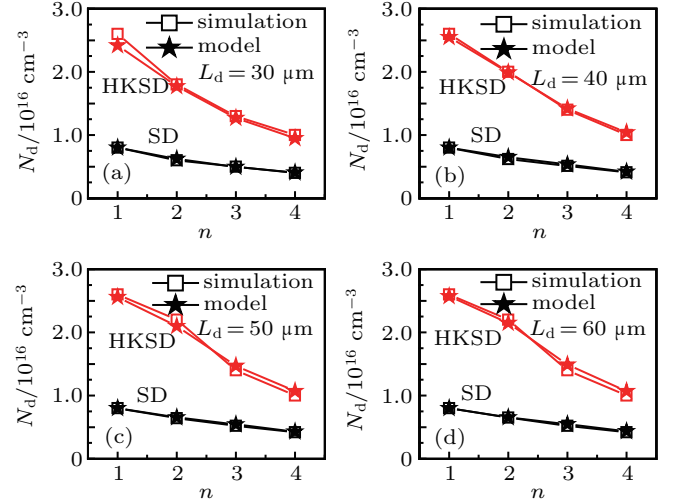 3.0
2.0
1.0
0
N_d/10^16 cm^−3
simulation
model
L_d = 30 μm
HKSD
SD
(a)
1 2 3 4
n
3.0
2.0
1.0
0
N_d/10^16 cm^−3
simulation
model
L_d = 40 μm
HKSD
SD
(b)
1 2 3 4
n
3.0
2.0
1.0
0
N_d/10^16 cm^−3
simulation
model
L_d = 50 μm
HKSD
SD
(c)
1 2 3 4
n
3.0
2.0
1.0
0
N_d/10^16 cm^−3
simulation
model
L_d = 60 μm
HKSD
SD
(d)
1 2 3 4
n